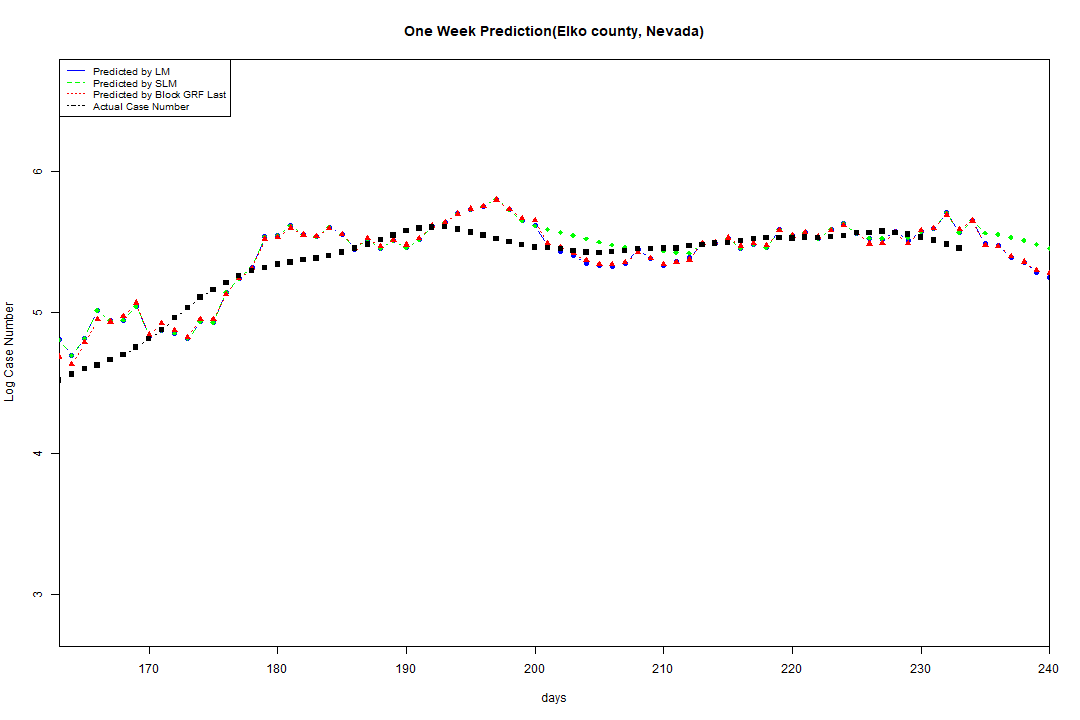 One Week Prediction(Elko county, Nevada)
Predicted by LM
Predicted by SLM
Predicted by Block GRF Last
Actual Case Number
6
5
4
3
Log Case Number
170 180 190 200 210 220 230 240
days